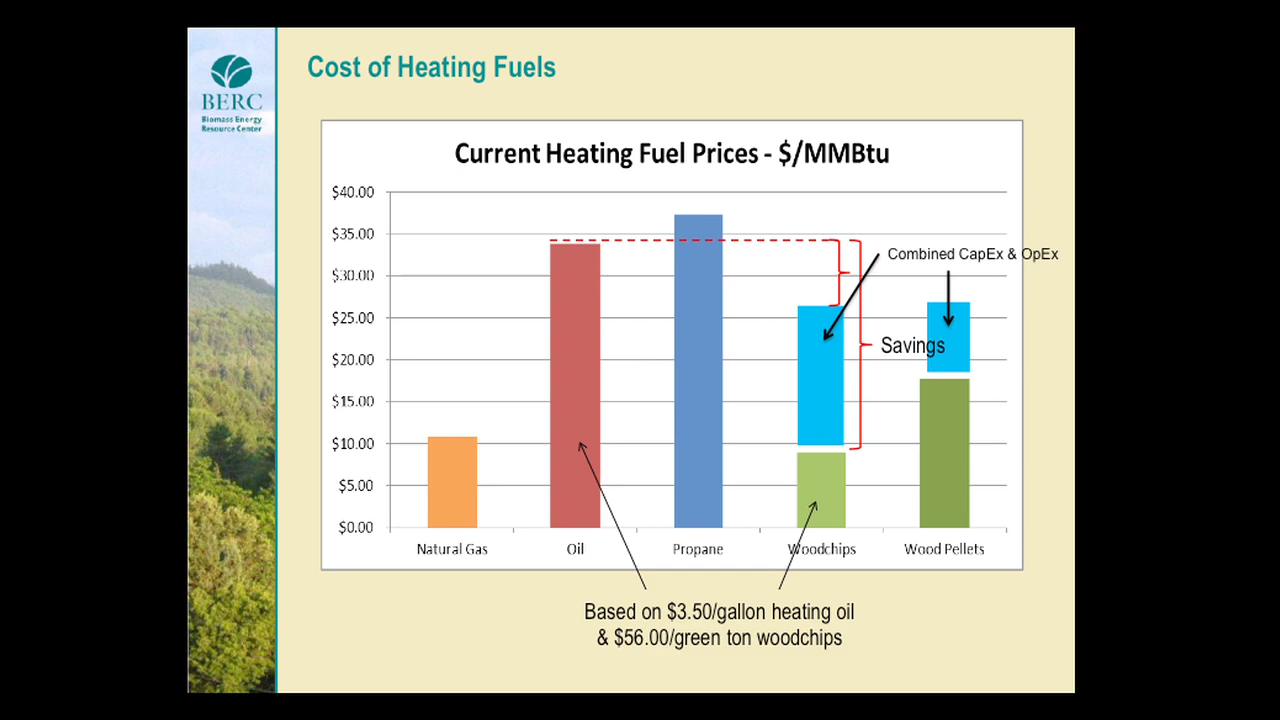 BERC
Biomass Energy
Resource Center
Cost of Heating Fuels
Current Heating Fuel Prices - $/MMBtu
$40.00
$35.00
$30.00
$25.00
$20.00
$15.00
$10.00
$5.00
$0.00
Combined CapEx & OpEx
Savings
Natural Gas
Oil
Propane
Woodchips
Wood Pellets
Based on $3.50/gallon heating oil
& $56.00/green ton woodchips